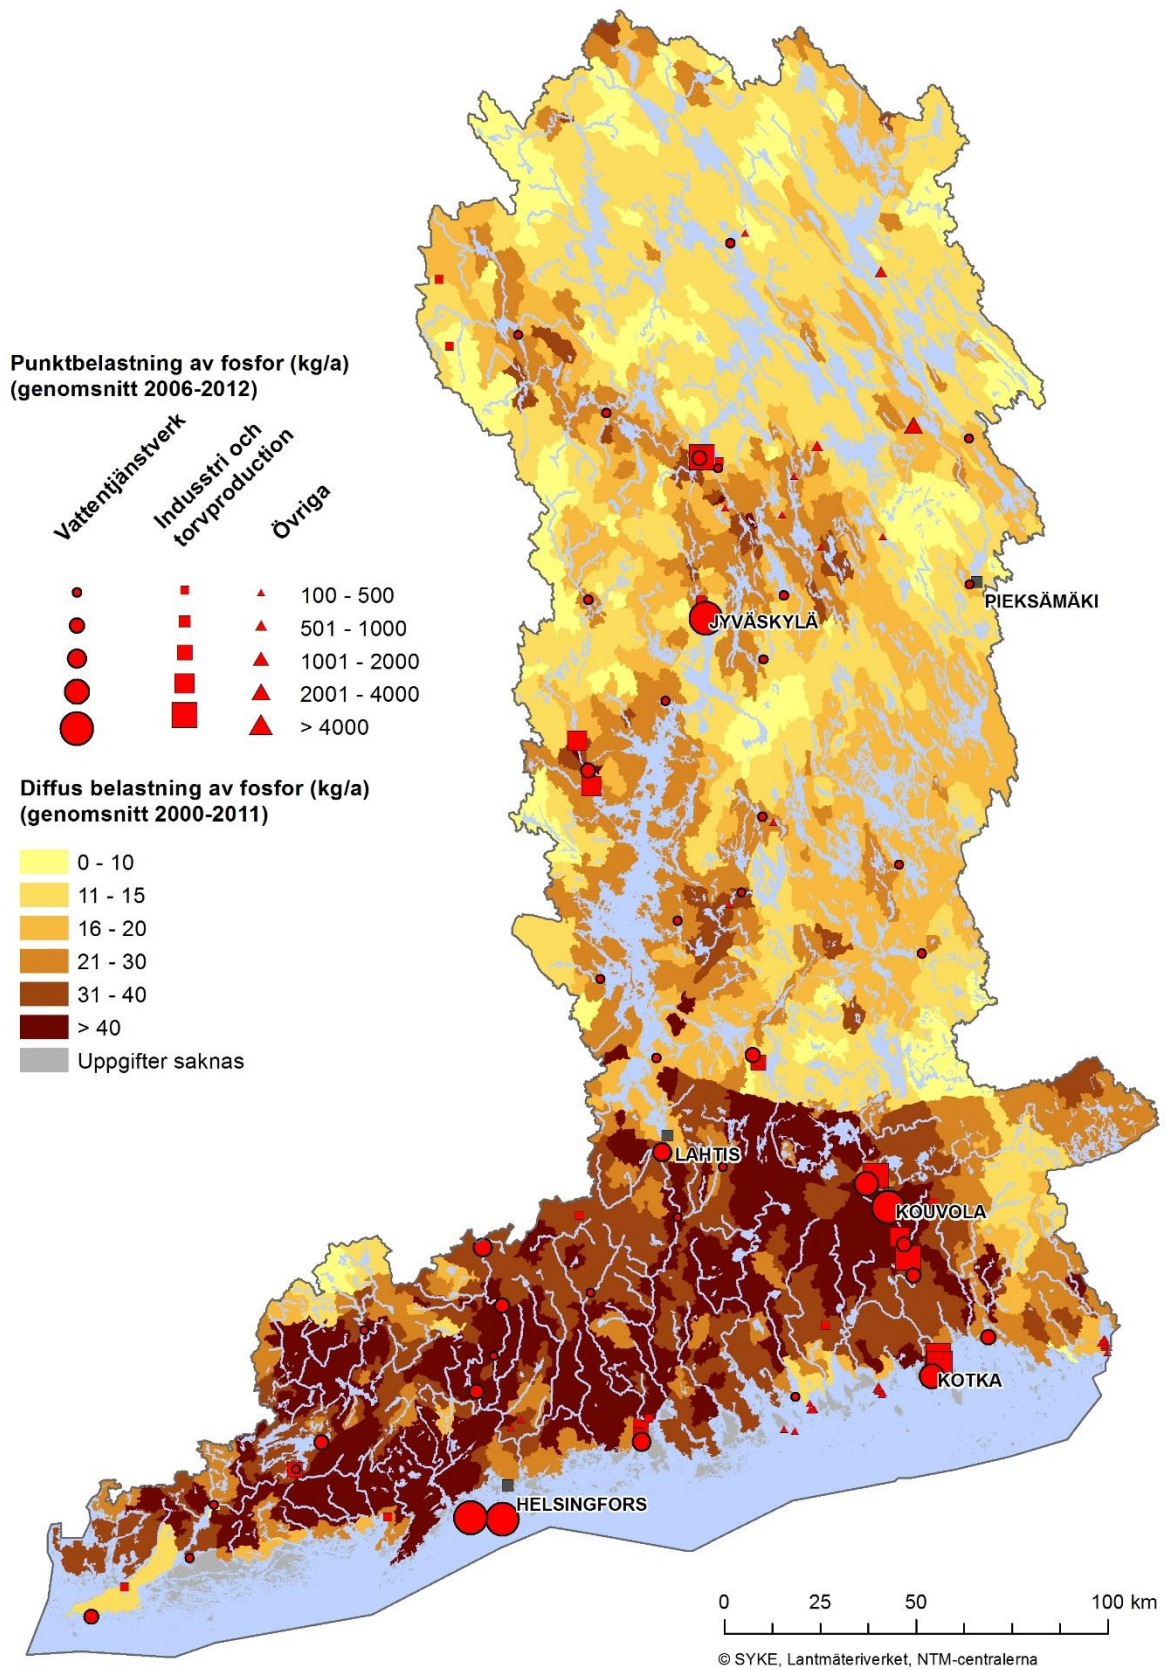 Punktbelastning av fosfor (kg/a)
(genomsnitt 2006-2012)
Vattentjänstverk
Industtri och
torvproduction
Övriga
100 - 500
501 - 1000
1001 - 2000
2001 - 4000
> 4000
Diffus belastning av fosfor (kg/a)
(genomsnitt 2000-2011)
0 - 10
11 - 15
16 - 20
21 - 30
31 - 40
> 40
Uppgifter saknas
PIEKSÄMÄKI
JYVÄSKYLÄ
LAHTIS
KOUVOLA
KOTKA
HELSINGFORS
0 25 50 100 km
© SYKE, Lantmäteriverket, NTM-centralerna